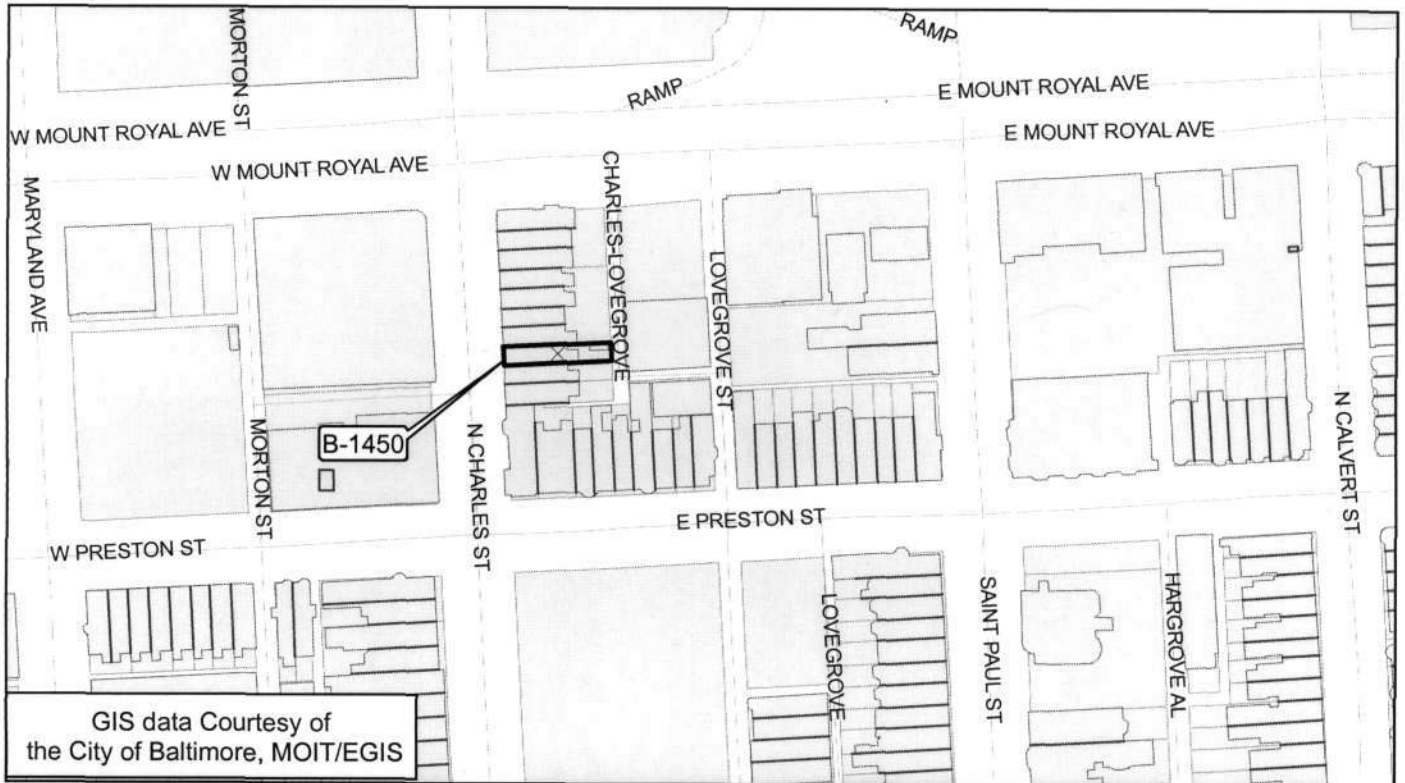 MORTON ST
RAMP
RAMP
E MOUNT ROYAL AVE
W MOUNT ROYAL AVE
E MOUNT ROYAL AVE
W MOUNT ROYAL AVE
MARYLAND AVE
CHARLES-LOVEGROVE
LOVEGROVE ST
B-1450
MORTON ST
N CHARLES ST
N CALVERT ST
E PRESTON ST
W PRESTON ST
LOVEGROVE
SAINT PAUL ST
HARGROVE AL
GIS data Courtesy of
the City of Baltimore, MOIT/EGIS